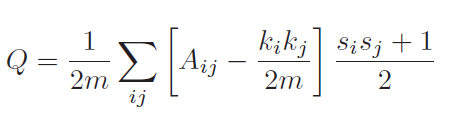 Q = \frac{1}{2m} \sum_{ij} \left[ A_{ij} - \frac{k_i k_j}{2m} \right] \frac{s_i s_j + 1}{2}